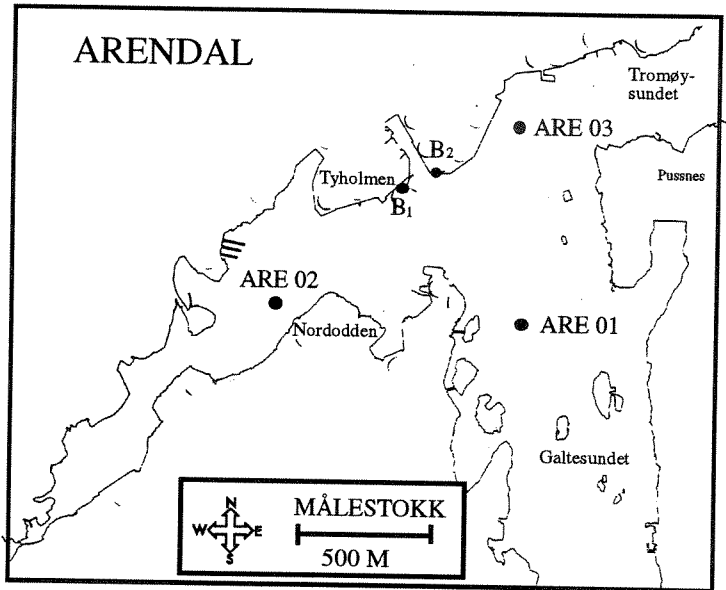 ARENDAL
Tromøy-
sundet
ARE 03
B2
Tyholmen
Pussnes
B1
ARE 02
Nordodden
ARE 01
Galtesundet
N
W E
S
MÅLESTOKK
500 M